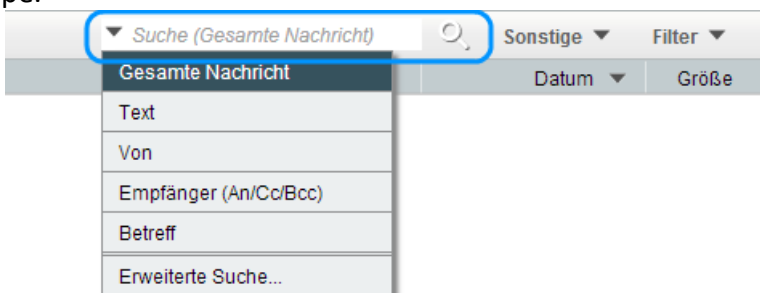 Suche (Gesamte Nachricht) Sonstige Filter
Gesamte Nachricht Datum Größe
Text
Von
Empfänger (An/Cc/Bcc)
Betreff
Erweiterte Suche...